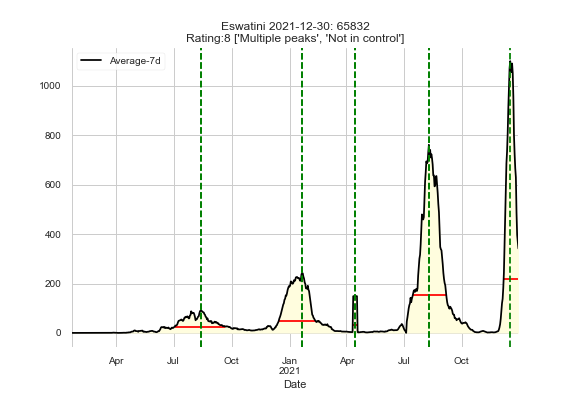 Eswatini 2021-12-30: 65832
Rating:8 ['Multiple peaks', 'Not in control']
Average-7d
1000
800
600
400
200
0
Apr Jul Oct Jan Apr Jul Oct
2021
Date